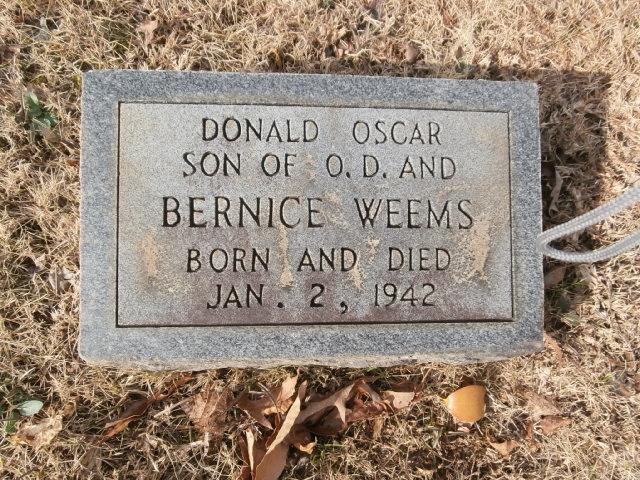 DONALD OSCAR
SON OF O.D. AND
BERNICE WEEMS
BORN AND DIED
JAN. 2, 1942